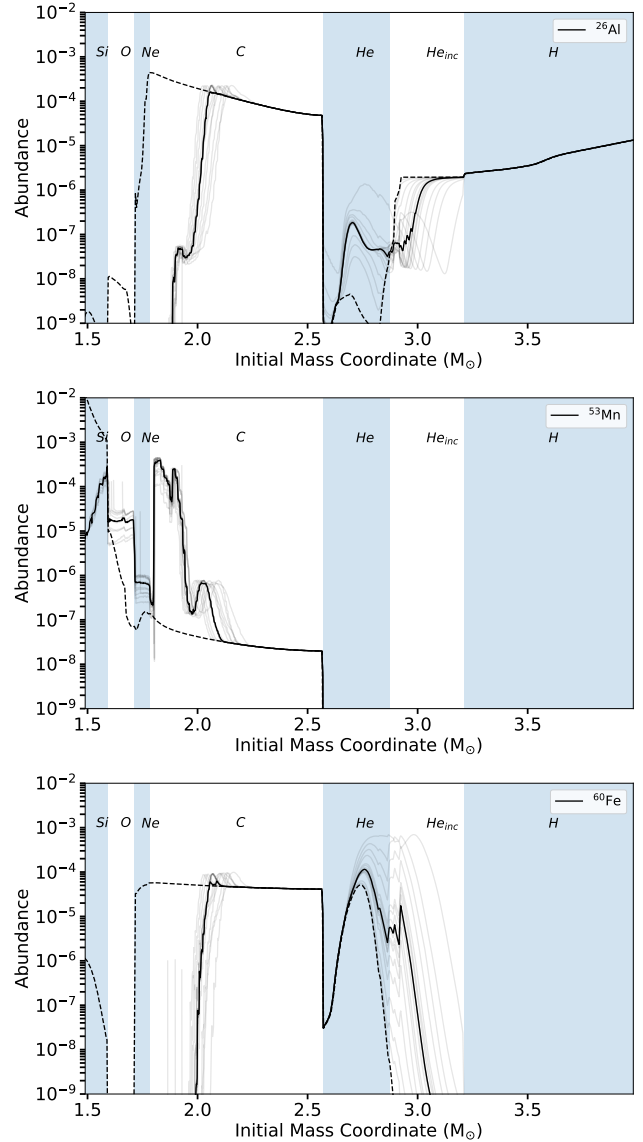 10⁻²
10⁻³
10⁻⁴
10⁻⁵
10⁻⁶
10⁻⁷
10⁻⁸
10⁻⁹
Abundance
Si O Ne C He He_inc H
²⁶Al
1.5 2.0 2.5 3.0 3.5
Initial Mass Coordinate (M☉)
10⁻²
10⁻³
10⁻⁴
10⁻⁵
10⁻⁶
10⁻⁷
10⁻⁸
10⁻⁹
Abundance
Si O Ne C He He_inc H
⁵³Mn
1.5 2.0 2.5 3.0 3.5
Initial Mass Coordinate (M☉)
10⁻²
10⁻³
10⁻⁴
10⁻⁵
10⁻⁶
10⁻⁷
10⁻⁸
10⁻⁹
Abundance
Si O Ne C He He_inc H
⁶⁰Fe
1.5 2.0 2.5 3.0 3.5
Initial Mass Coordinate (M☉)